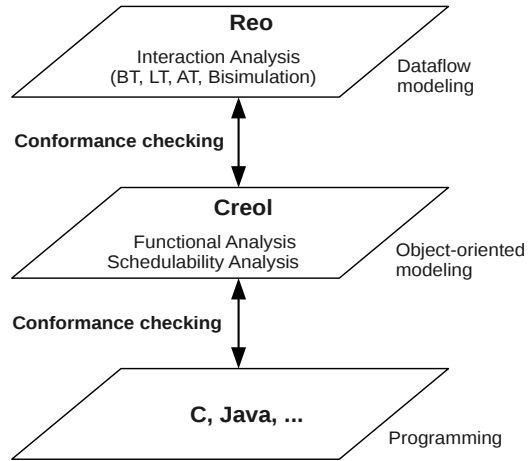 Reo
Interaction Analysis
(BT, LT, AT, Bisimulation)
Dataflow
modeling
Conformance checking
Creol
Functional Analysis
Schedulability Analysis
Object-oriented
modeling
Conformance checking
C, Java, ...
Programming